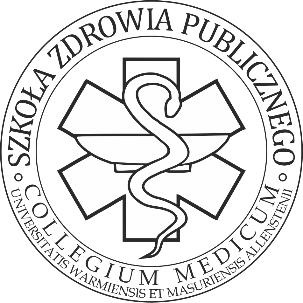 SZKOŁA ZDROWIA PUBLICZNEGO
COLLEGIUM MEDICUM
UNIVERSITATIS WARMIENSIS ET MASURIENSIS ALLENSTENII